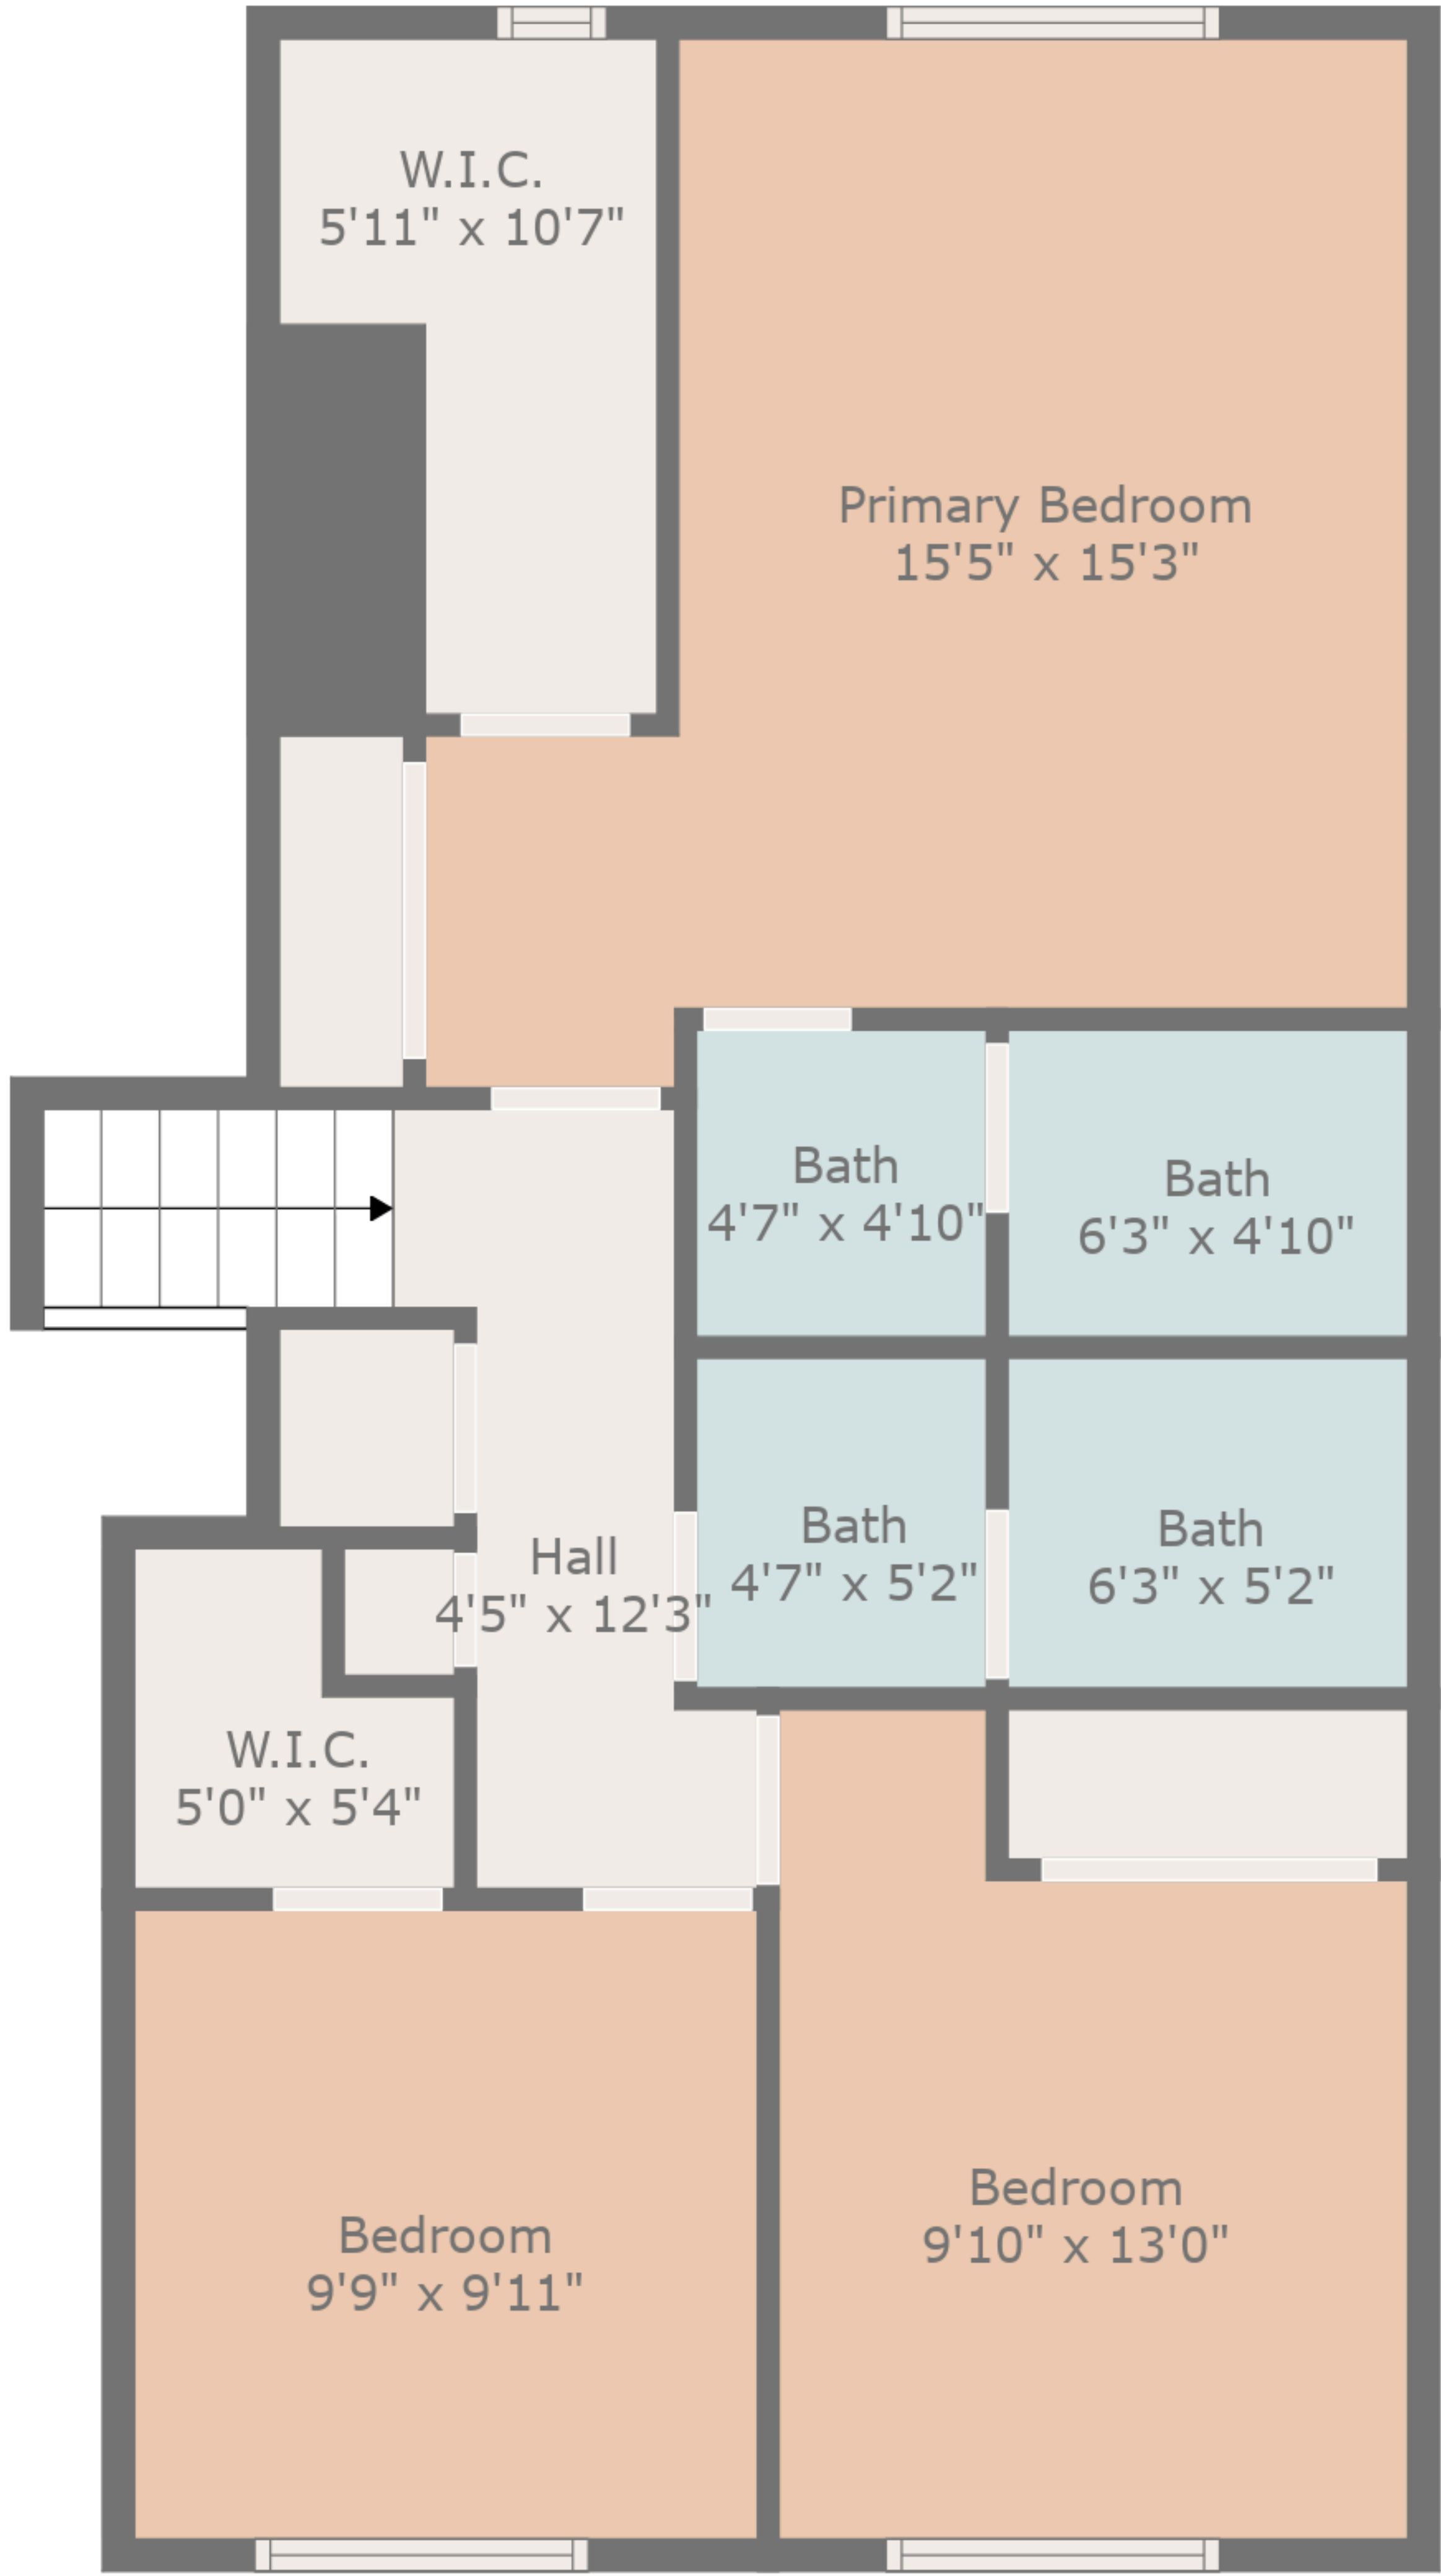 W.I.C.
5'11" x 10'7"
Primary Bedroom
15'5" x 15'3"
Bath
4'7" x 4'10"
Bath
6'3" x 4'10"
Hall
4'5" x 12'3"
Bath
4'7" x 5'2"
Bath
6'3" x 5'2"
W.I.C.
5'0" x 5'4"
Bedroom
9'9" x 9'11"
Bedroom
9'10" x 13'0"